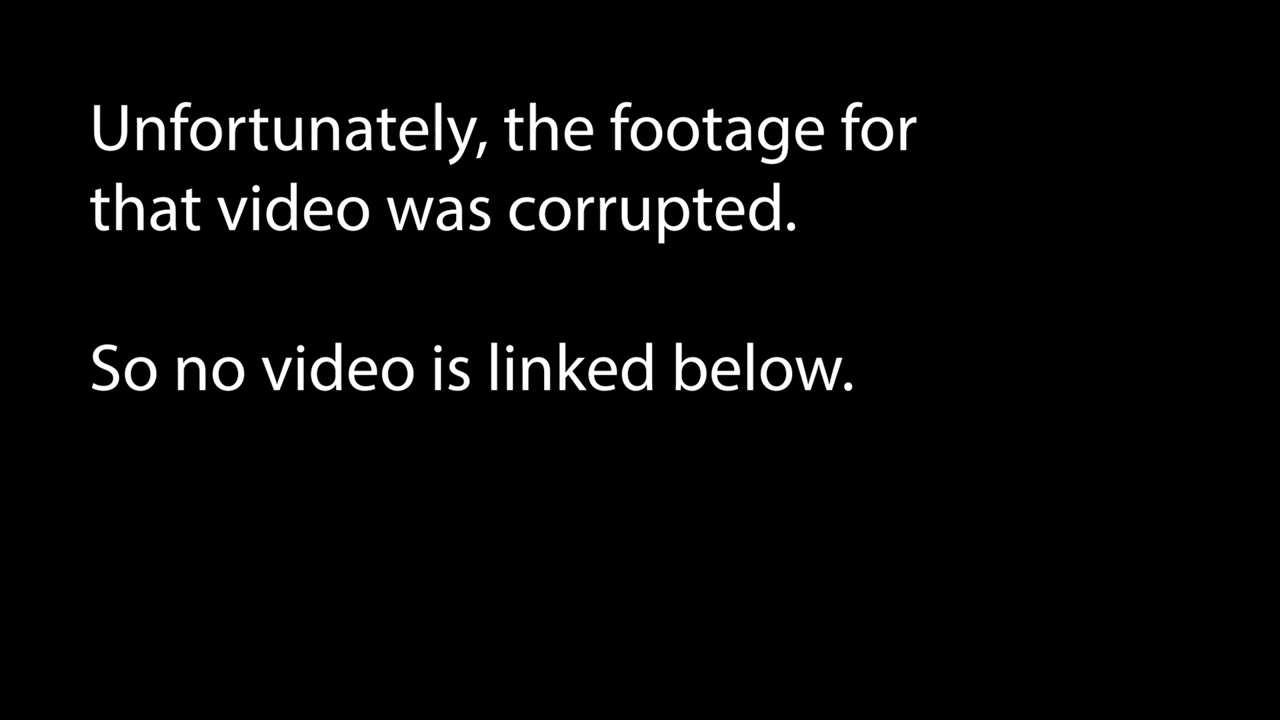 Unfortunately, the footage for
that video was corrupted.
So no video is linked below.